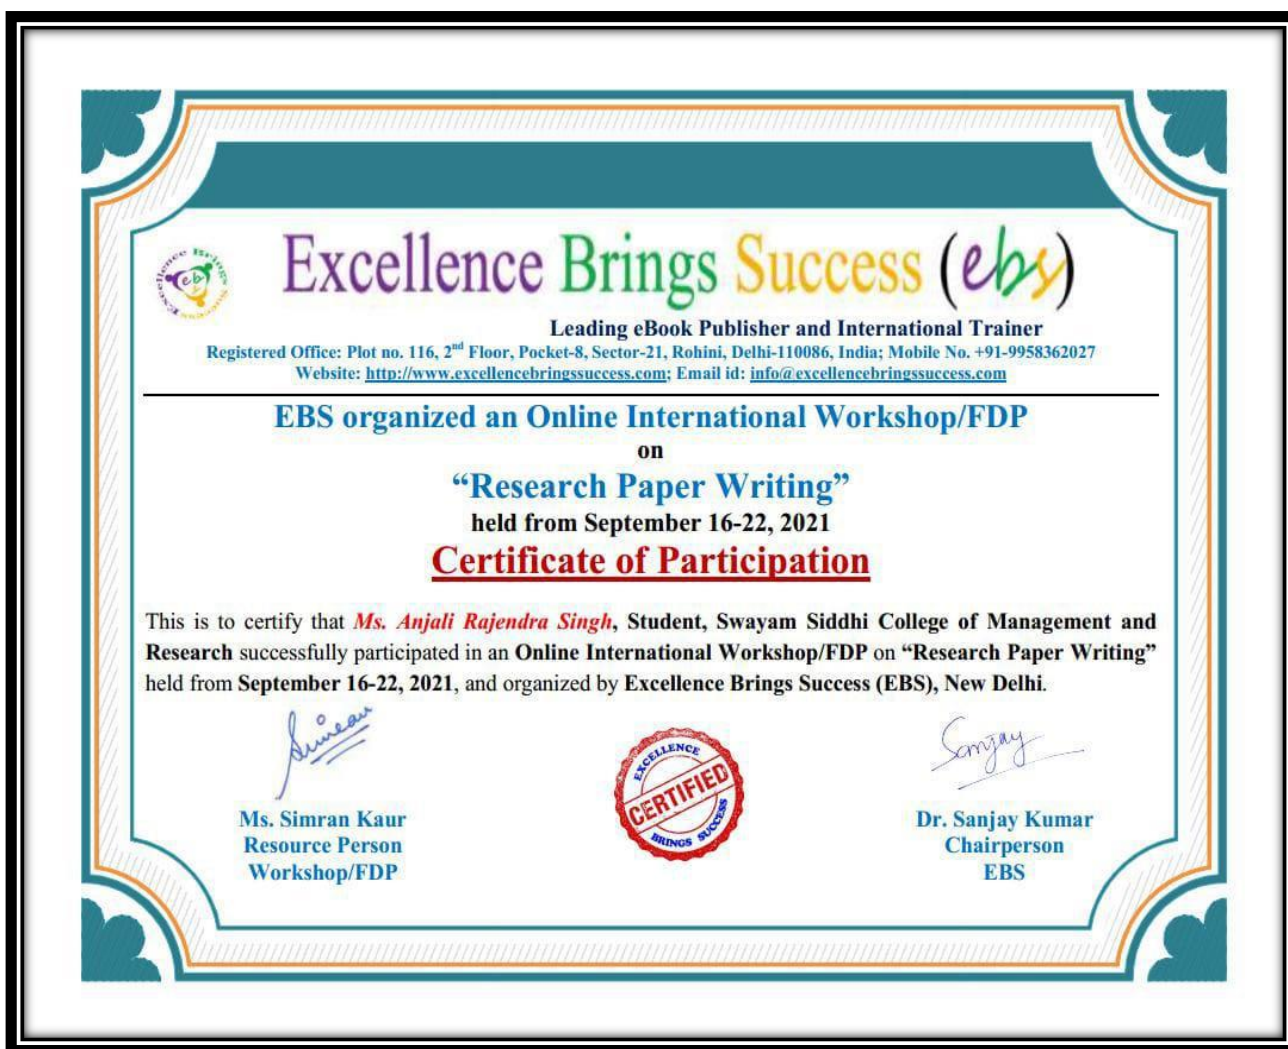 Excellence Brings Success (ebs)
Excellence Brings Success
eb
Leading eBook Publisher and International Trainer
Registered Office: Plot no. 116, 2nd Floor, Pocket-8, Sector-21, Rohini, Delhi-110086, India; Mobile No. +91-9958362027
Website: http://www.excellencebringssuccess.com; Email id: info@excellencebringssuccess.com
EBS organized an Online International Workshop/FDP
on
“Research Paper Writing”
held from September 16-22, 2021
Certificate of Participation
This is to certify that Ms. Anjali Rajendra Singh, Student, Swayam Siddhi College of Management and
Research successfully participated in an Online International Workshop/FDP on “Research Paper Writing”
held from September 16-22, 2021, and organized by Excellence Brings Success (EBS), New Delhi.
Simran
EXCELLENCE
CERTIFIED
BRINGS SUCCESS
Sanjay
Ms. Simran Kaur
Resource Person
Workshop/FDP
Dr. Sanjay Kumar
Chairperson
EBS